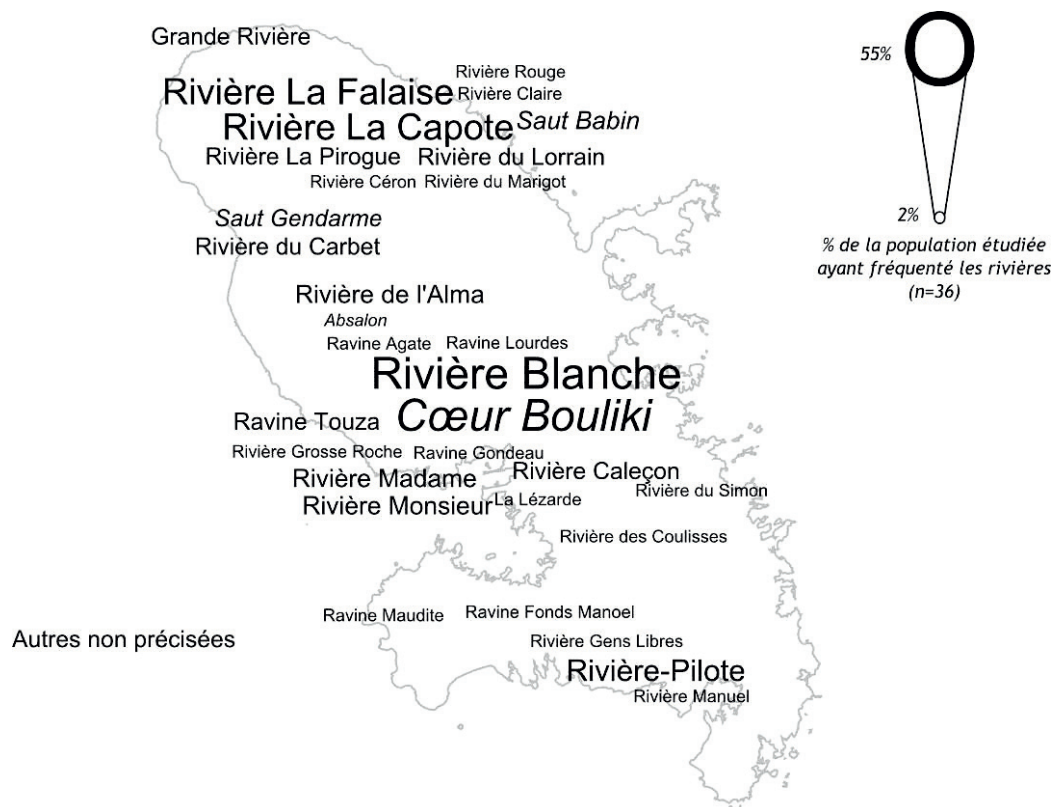 Grande Rivière
Rivière Rouge
Rivière La Falaise
Rivière Claire
Rivière La Capote
Saut Babin
Rivière La Pirogue
Rivière du Lorrain
Rivière Céron
Rivière du Marigot
Saut Gendarme
Rivière du Carbet
Rivière de l'Alma
Absalon
Ravine Agate
Ravine Lourdes
Rivière Blanche
Cœur Bouliki
Ravine Touza
Rivière Grosse Roche
Ravine Gondeau
Rivière Madame
Rivière Caleçon
Rivière du Simon
Rivière Monsieur
La Lézarde
Rivière des Coulisses
Ravine Maudite
Ravine Fonds Manoel
Autres non précisées
Rivière Gens Libres
Rivière-Pilote
Rivière Manuel
55%
2%
% de la population étudiée
ayant fréquenté les rivières
(n=36)